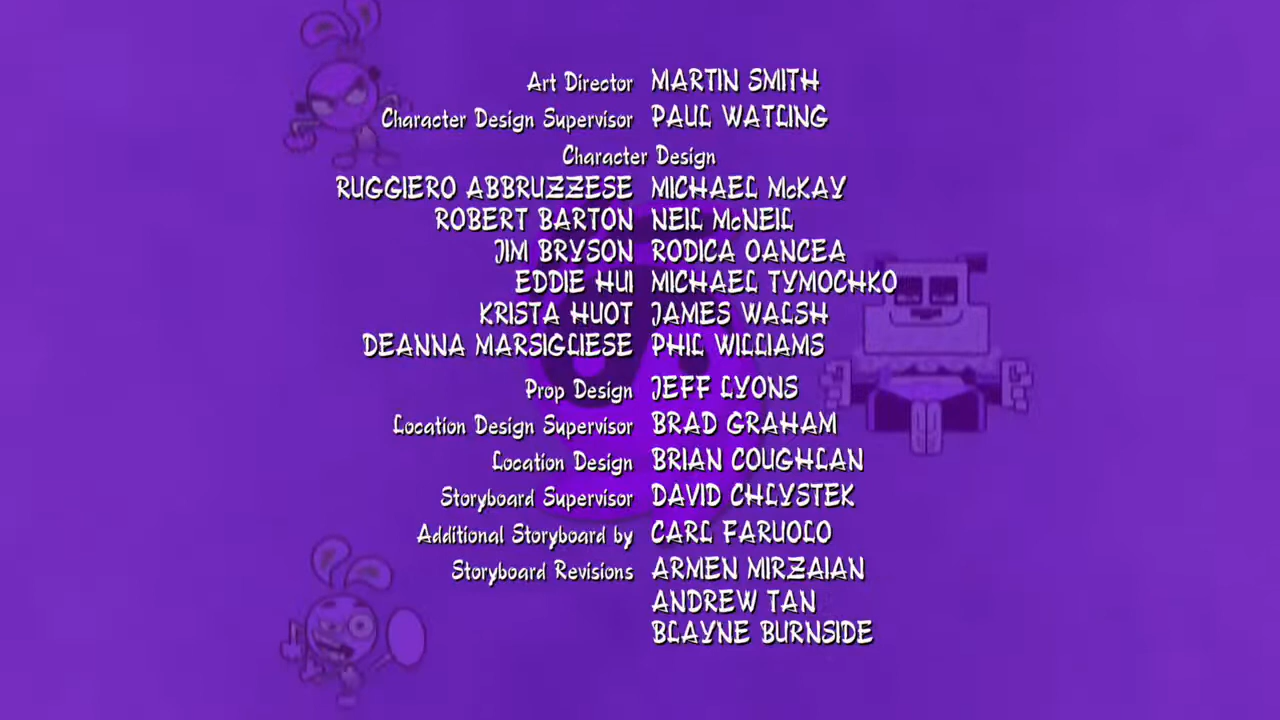 Art Director MARTIN SMITH
Character Design Supervisor PAUL WATLING
Character Design
RUGGIERO ABBRUZZESE MICHAEL McKAY
ROBERT BARTON NEIL McNEIL
JIM BRYSON RODICA OANCEA
EDDIE HUI MICHAEL TYMOCHKO
KRISTA HUOT JAMES WALSH
DEANNA MARSIGLIESE PHIL WILLIAMS
Prop Design JEFF LYONS
Location Design Supervisor BRAD GRAHAM
Location Design BRIAN COUGHLAN
Storyboard Supervisor DAVID CHLYSTEK
Additional Storyboard by CARL FARUOLO
Storyboard Revisions ARMEN MIRZAIAN
ANDREW TAN
BLAYNE BURNSIDE